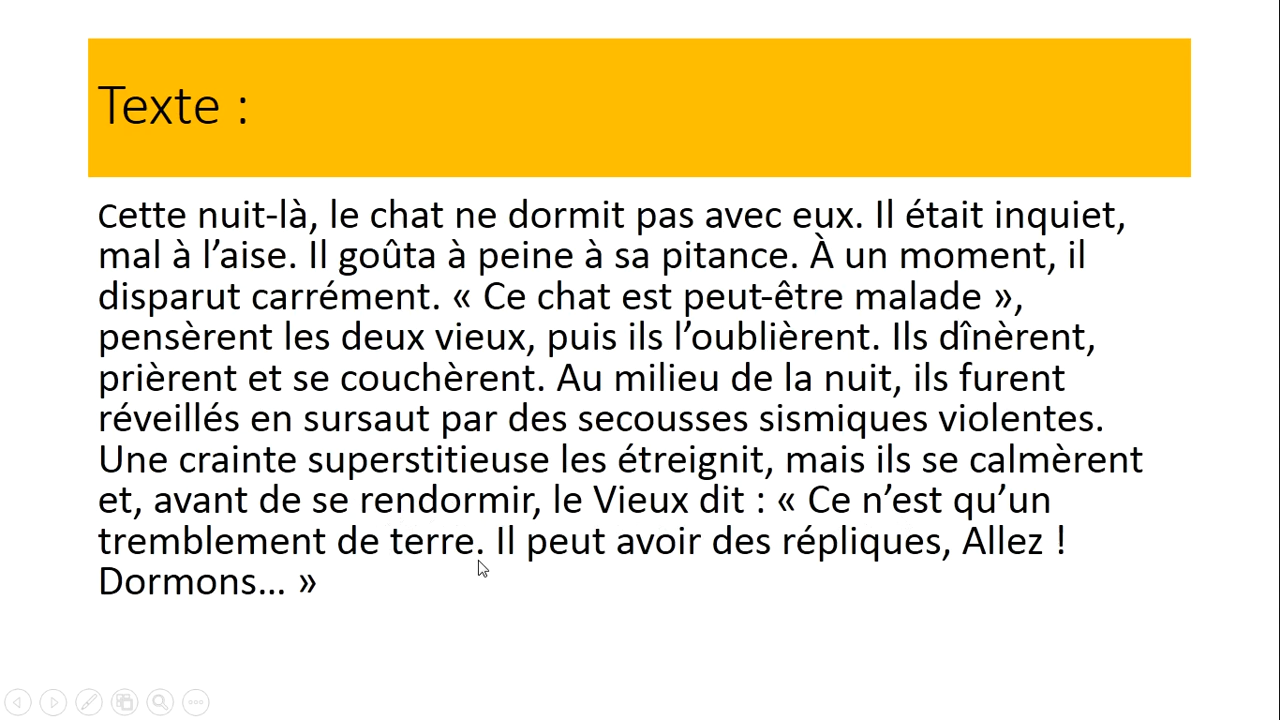 Texte :
Cette nuit-là, le chat ne dormit pas avec eux. Il était inquiet,
mal à l’aise. Il goûta à peine à sa pitance. À un moment, il
disparut carrément. « Ce chat est peut-être malade »,
pensèrent les deux vieux, puis ils l’oublièrent. Ils dînèrent,
prièrent et se couchèrent. Au milieu de la nuit, ils furent
réveillés en sursaut par des secousses sismiques violentes.
Une crainte superstitieuse les étreignit, mais ils se calmèrent
et, avant de se rendormir, le Vieux dit : « Ce n’est qu’un
tremblement de terre. Il peut avoir des répliques, Allez !
Dormons... »